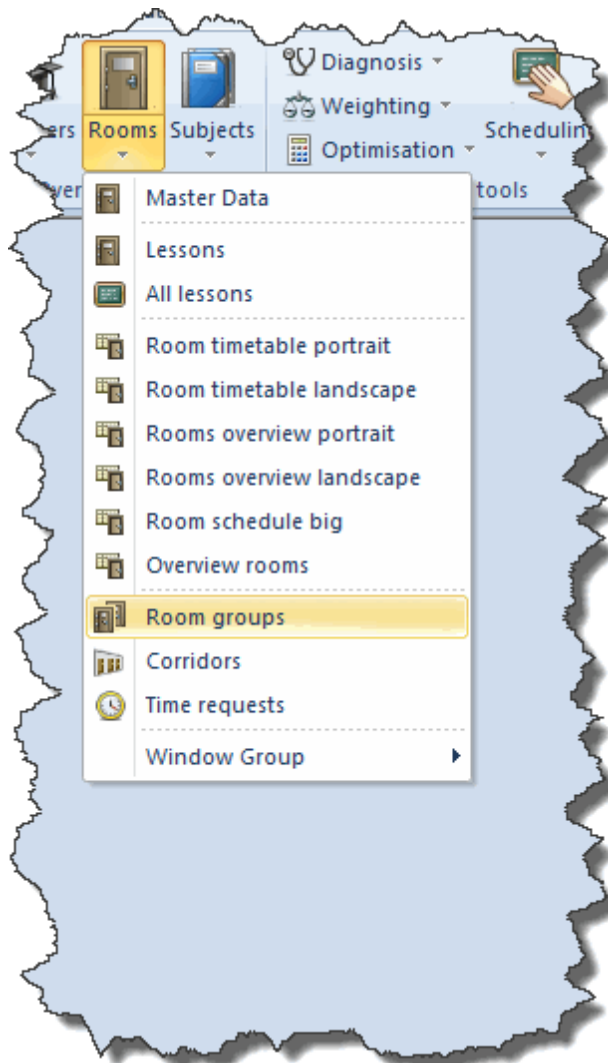 Diagnosis
Weighting
ers Rooms Subjects
Optimisation
Schedulin
ver
tools
Master Data
Lessons
All lessons
Room timetable portrait
Room timetable landscape
Rooms overview portrait
Rooms overview landscape
Room schedule big
Overview rooms
Room groups
Corridors
Time requests
Window Group